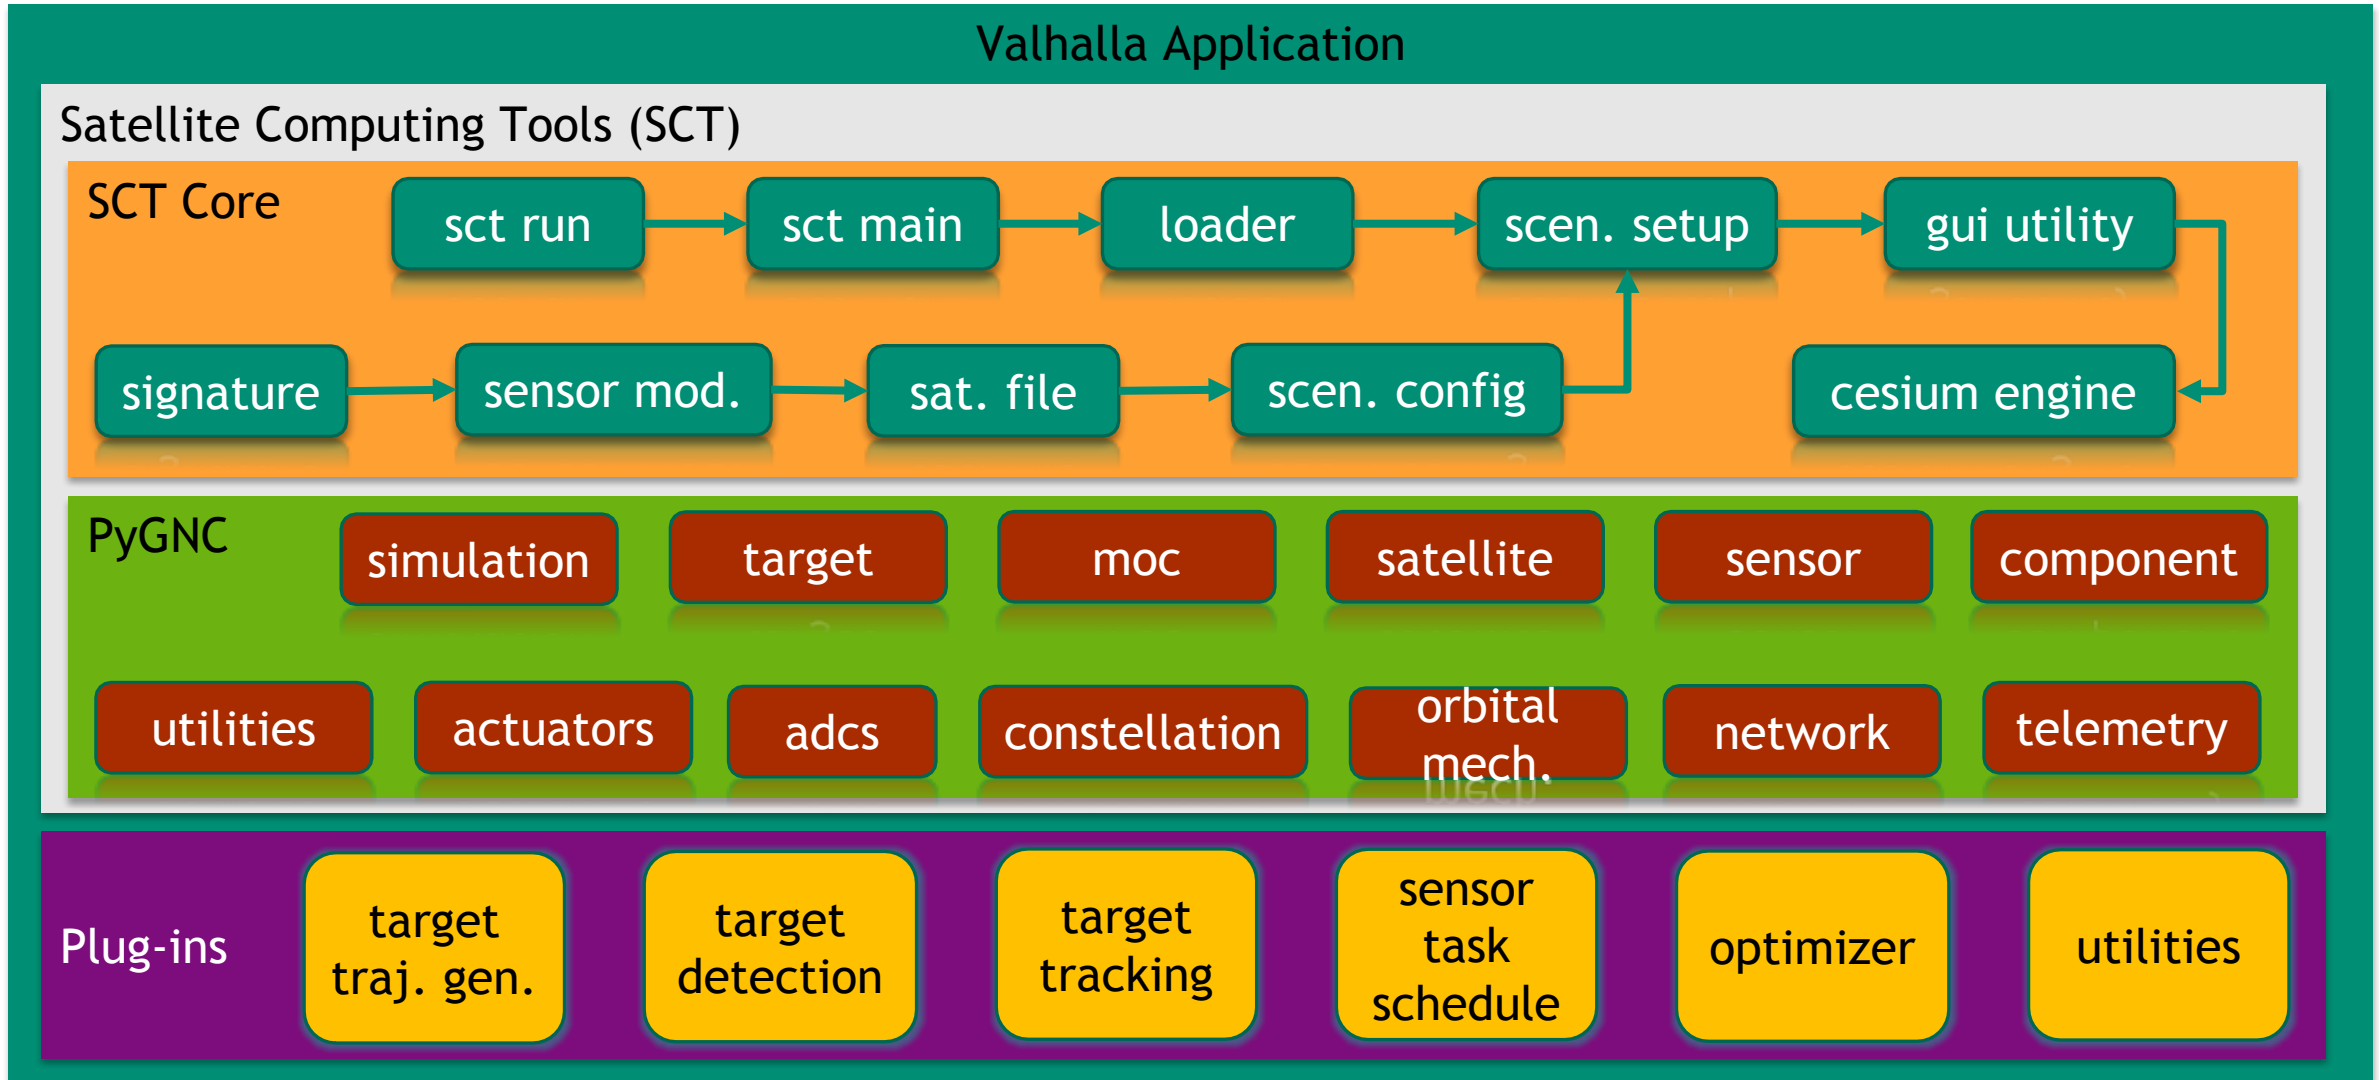 Valhalla Application
Satellite Computing Tools (SCT)
SCT Core
sct run
sct main
loader
scen. setup
gui utility
signature
sensor mod.
sat. file
scen. config
cesium engine
PyGNC
simulation
target
moc
satellite
sensor
component
utilities
actuators
adcs
constellation
orbital
mech.
network
telemetry
Plug-ins
target
traj. gen.
target
detection
target
tracking
sensor
task
schedule
optimizer
utilities